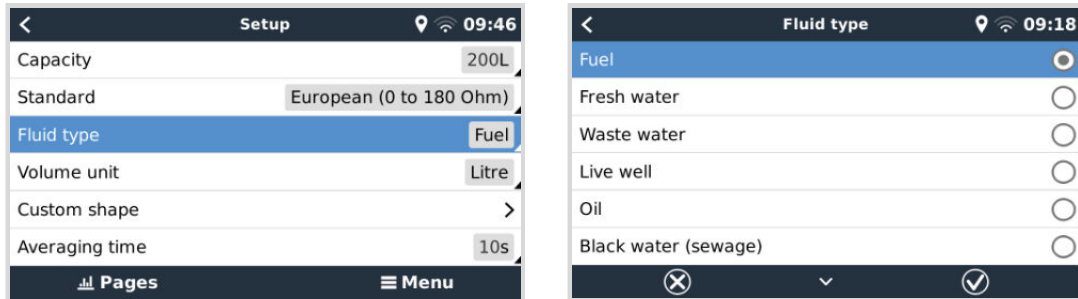 Setup 09:46
Capacity 200L
Standard European (0 to 180 Ohm)
Fluid type Fuel
Volume unit Litre
Custom shape
Averaging time 10s
Pages Menu
Fluid type 09:18
Fuel
Fresh water
Waste water
Live well
Oil
Black water (sewage)